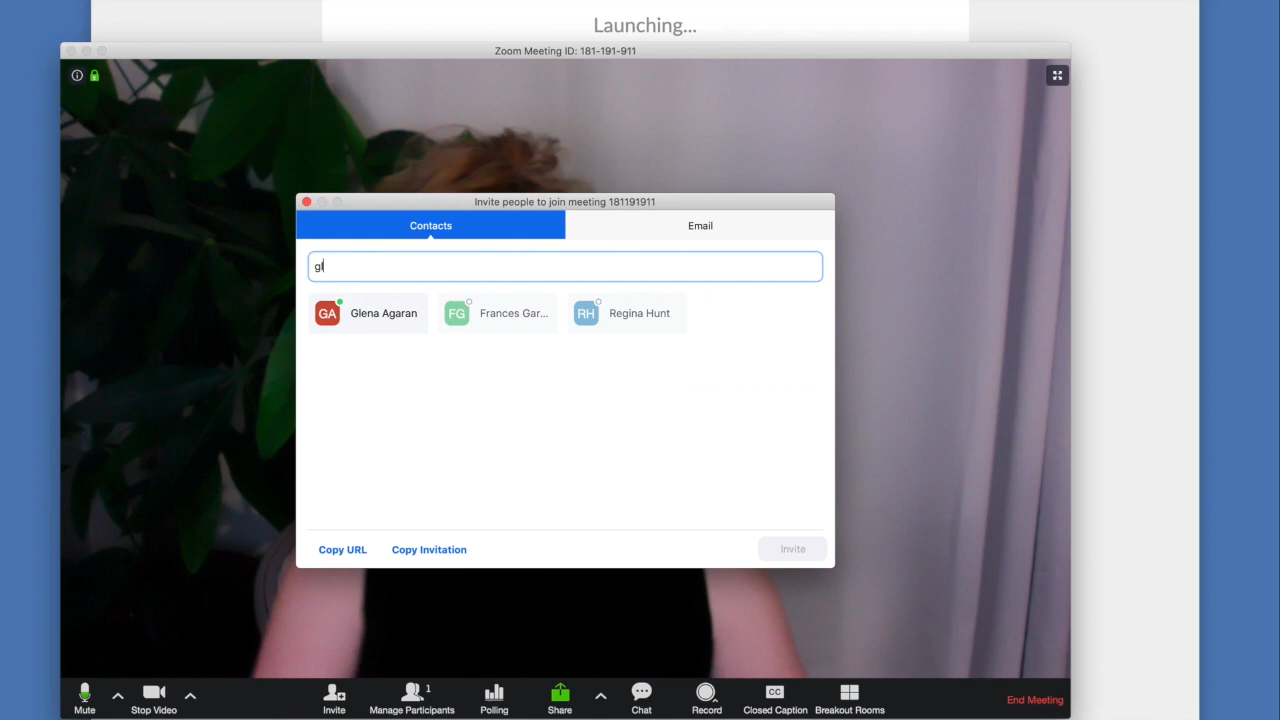 Launching...
Zoom Meeting ID: 181-191-911
Invite people to join meeting 181191911
Contacts
Email
gl
GA Glena Agaran
FG Frances Gar...
RH Regina Hunt
Copy URL
Copy Invitation
Invite
1
CC
Mute
Stop Video
Invite
Manage Participants
Polling
Share
Chat
Record
Closed Caption
Breakout Rooms
End Meeting